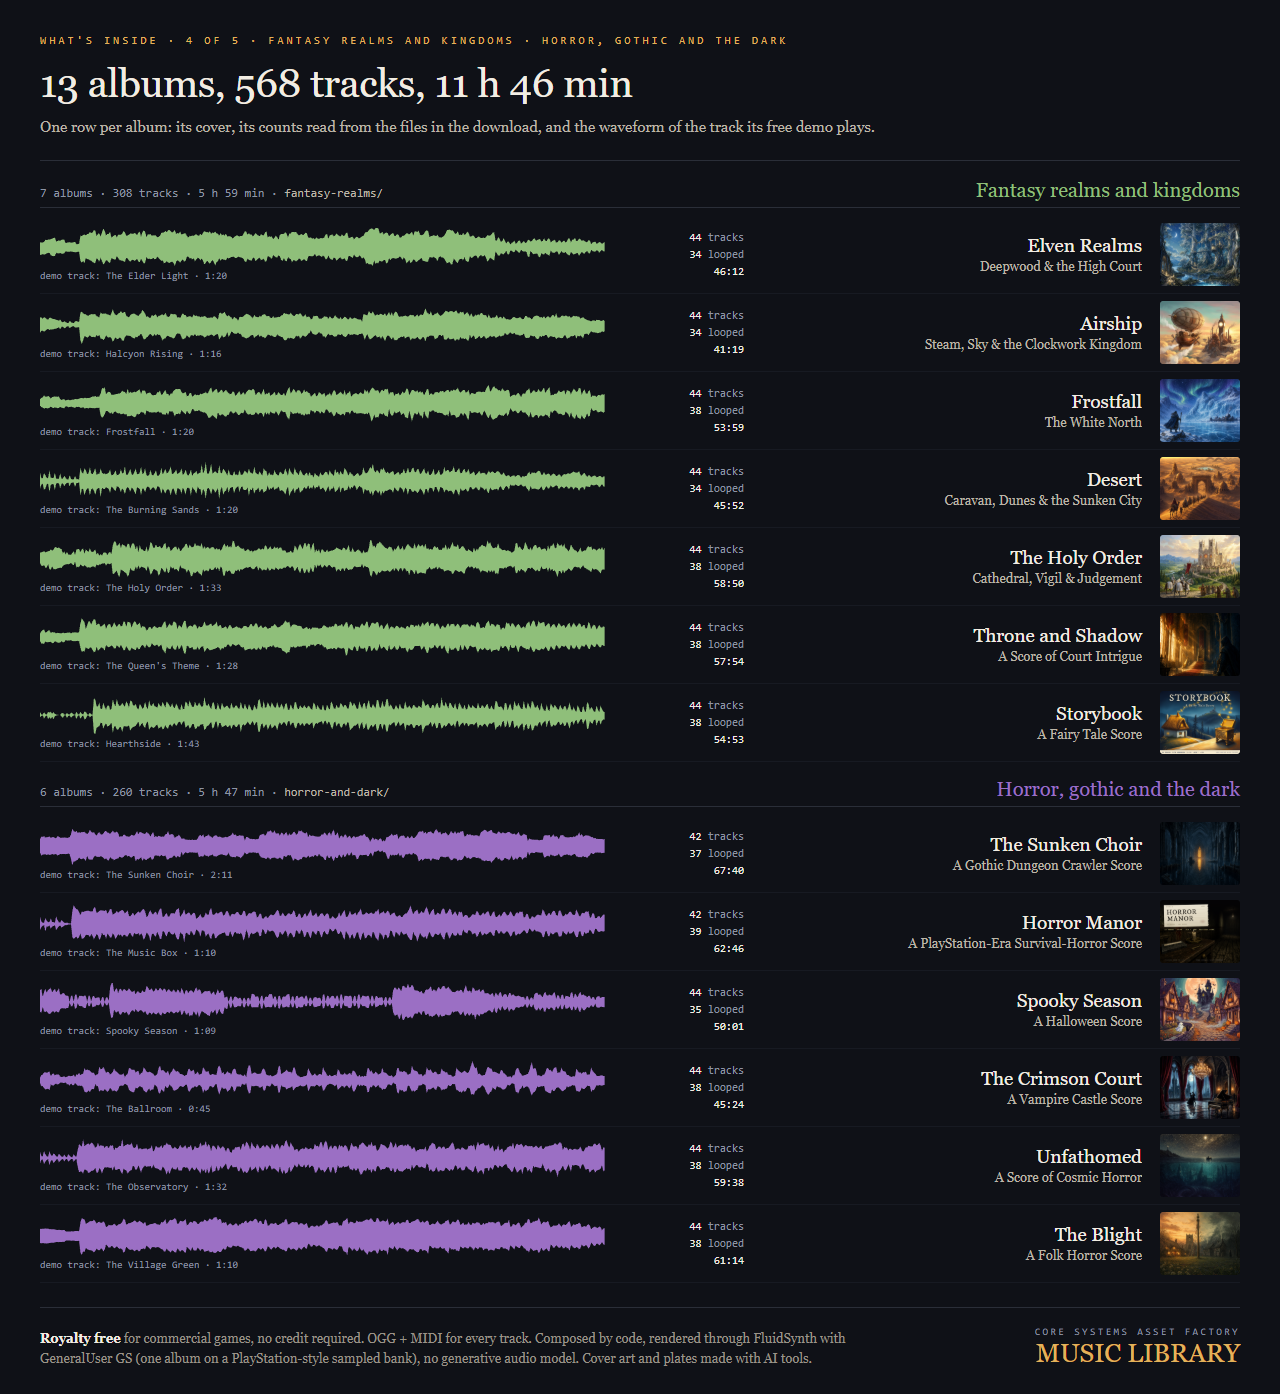 WHAT'S INSIDE · 4 OF 5 · FANTASY REALMS AND KINGDOMS · HORROR, GOTHIC AND THE DARK
13 albums, 568 tracks, 11 h 46 min
One row per album: its cover, its counts read from the files in the download, and the waveform of the track its free demo plays.
7 albums · 308 tracks · 5 h 59 min · fantasy-realms/
Fantasy realms and kingdoms
demo track: The Elder Light · 1:20
44 tracks
34 looped
46:12
Elven Realms
Deepwood & the High Court
demo track: Halcyon Rising · 1:16
44 tracks
34 looped
41:19
Airship
Steam, Sky & the Clockwork Kingdom
demo track: Frostfall · 1:20
44 tracks
38 looped
53:59
Frostfall
The White North
demo track: The Burning Sands · 1:20
44 tracks
34 looped
45:52
Desert
Caravan, Dunes & the Sunken City
demo track: The Holy Order · 1:33
44 tracks
38 looped
58:50
The Holy Order
Cathedral, Vigil & Judgement
demo track: The Queen's Theme · 1:28
44 tracks
38 looped
57:54
Throne and Shadow
A Score of Court Intrigue
demo track: Hearthside · 1:43
44 tracks
38 looped
54:53
Storybook
A Fairy Tale Score
STORYBOOK
6 albums · 260 tracks · 5 h 47 min · horror-and-dark/
Horror, gothic and the dark
demo track: The Sunken Choir · 2:11
42 tracks
37 looped
67:40
The Sunken Choir
A Gothic Dungeon Crawler Score
demo track: The Music Box · 1:10
42 tracks
39 looped
62:46
Horror Manor
A PlayStation-Era Survival-Horror Score
HORROR
MANOR
demo track: Spooky Season · 1:09
44 tracks
35 looped
50:01
Spooky Season
A Halloween Score
demo track: The Ballroom · 0:45
44 tracks
38 looped
45:24
The Crimson Court
A Vampire Castle Score
demo track: The Observatory · 1:32
44 tracks
38 looped
59:38
Unfathomed
A Score of Cosmic Horror
demo track: The Village Green · 1:10
44 tracks
38 looped
61:14
The Blight
A Folk Horror Score
Royalty free for commercial games, no credit required. OGG + MIDI for every track. Composed by code, rendered through FluidSynth with
GeneralUser GS (one album on a PlayStation-style sampled bank), no generative audio model. Cover art and plates made with AI tools.
CORE SYSTEMS ASSET FACTORY
MUSIC LIBRARY